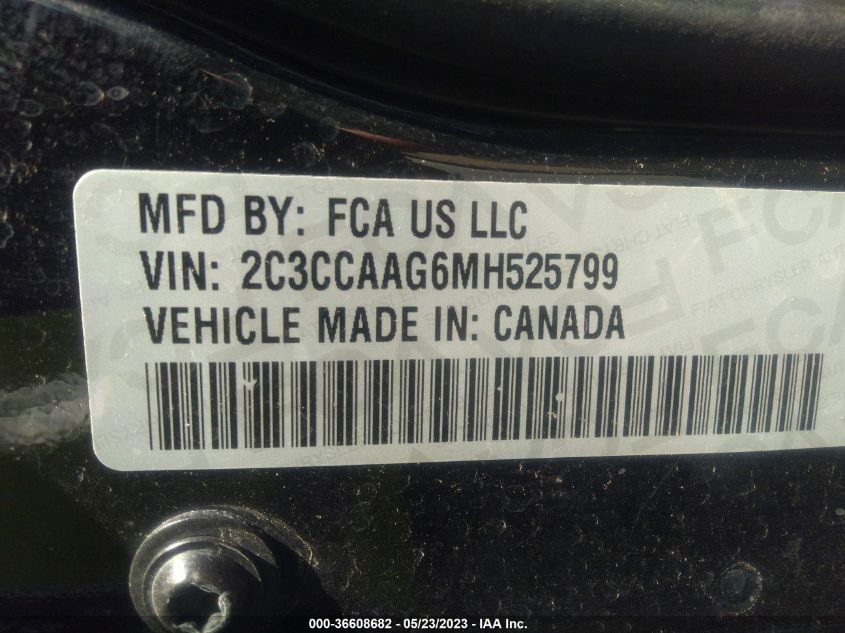 MFD BY: FCA US LLC
VIN: 2C3CCAAG6MH525799
VEHICLE MADE IN: CANADA
000-36608682 / 05/23/2023 - IAA Inc.